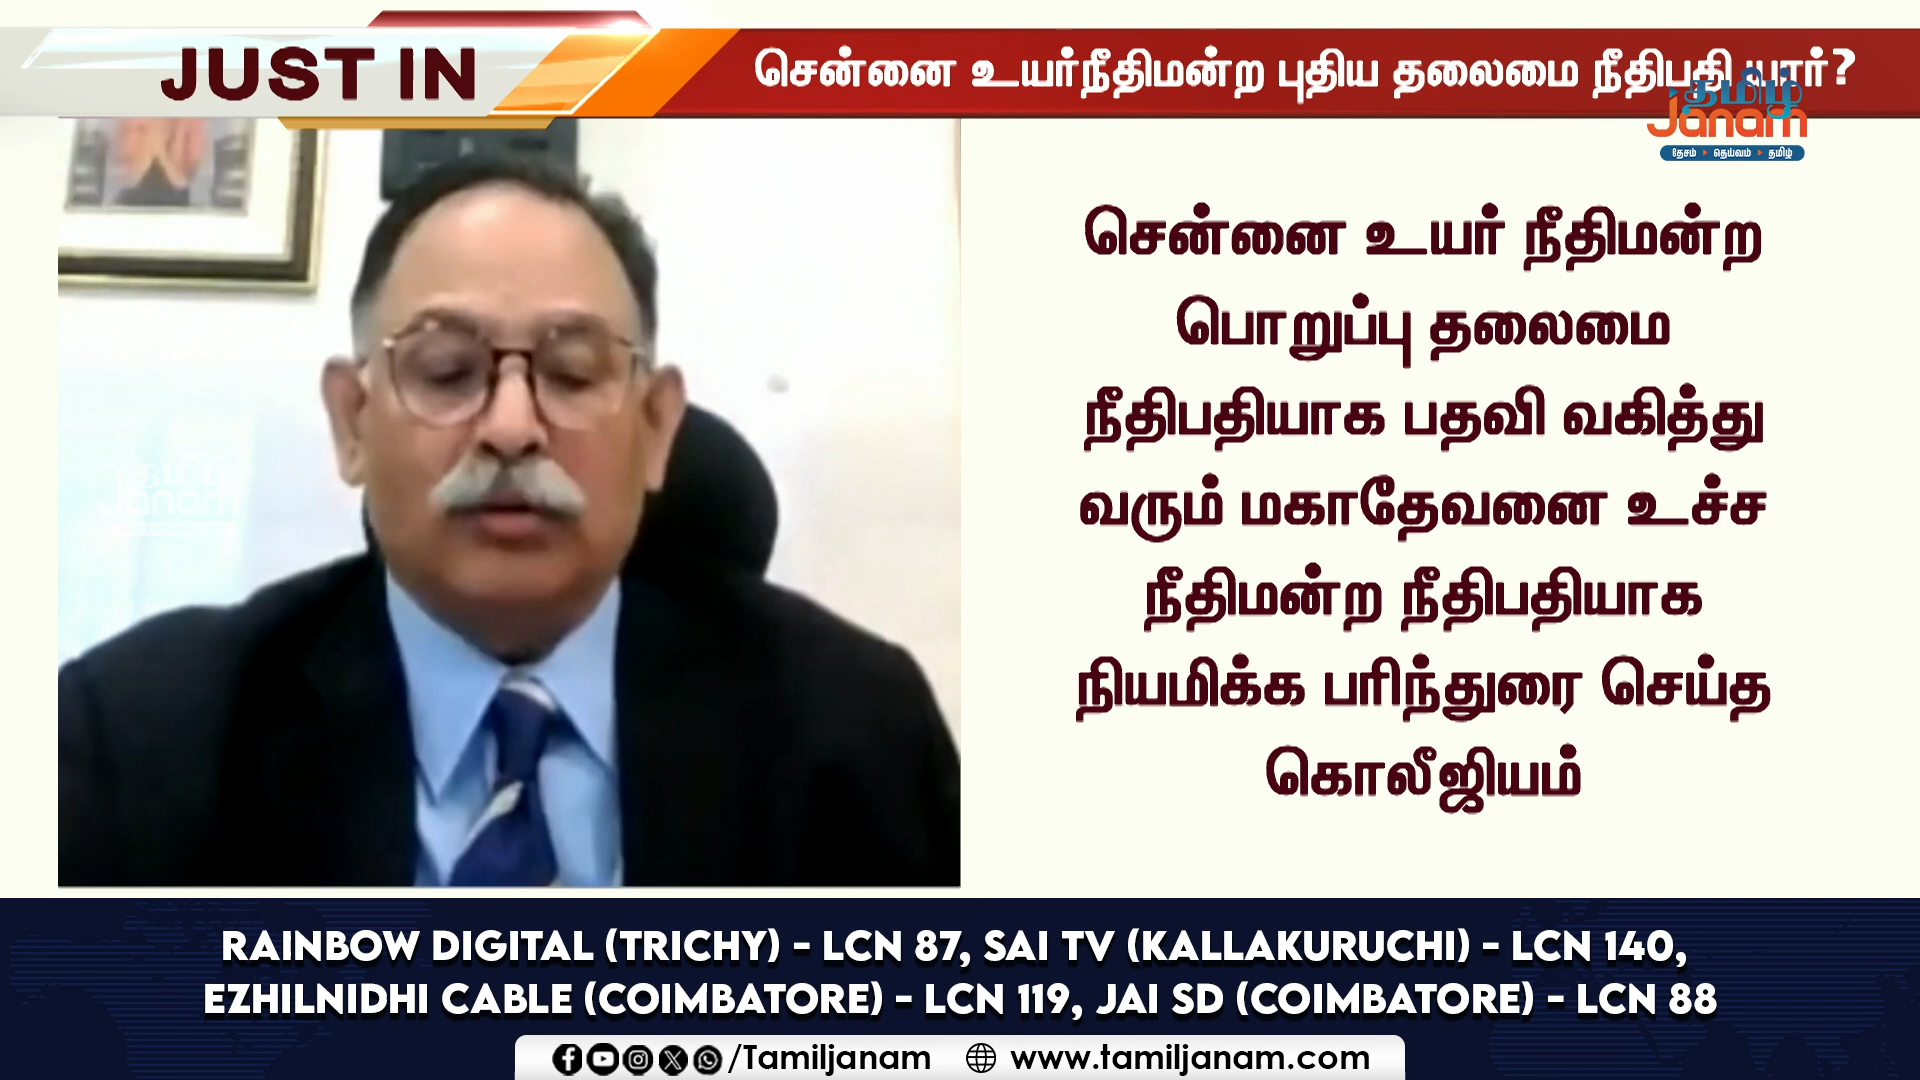 JUST IN
சென்னை உயர்நீதிமன்ற புதிய தலைமை நீதிபதி யார்?
தமிழ்
Janam
தேசம் தெய்வம் தமிழ்
சென்னை உயர் நீதிமன்ற
பொறுப்பு தலைமை
நீதிபதியாக பதவி வகித்து
வரும் மகாதேவனை உச்ச
நீதிமன்ற நீதிபதியாக
நியமிக்க பரிந்துரை செய்த
கொலீஜியம்
தமிழ்
Janam
RAINBOW DIGITAL (TRICHY) - LCN 87, SAI TV (KALLAKURUCHI) - LCN 140,
EZHILNIDHI CABLE (COIMBATORE) - LCN 119, JAI SD (COIMBATORE) - LCN 88
/Tamiljanam www.tamiljanam.com